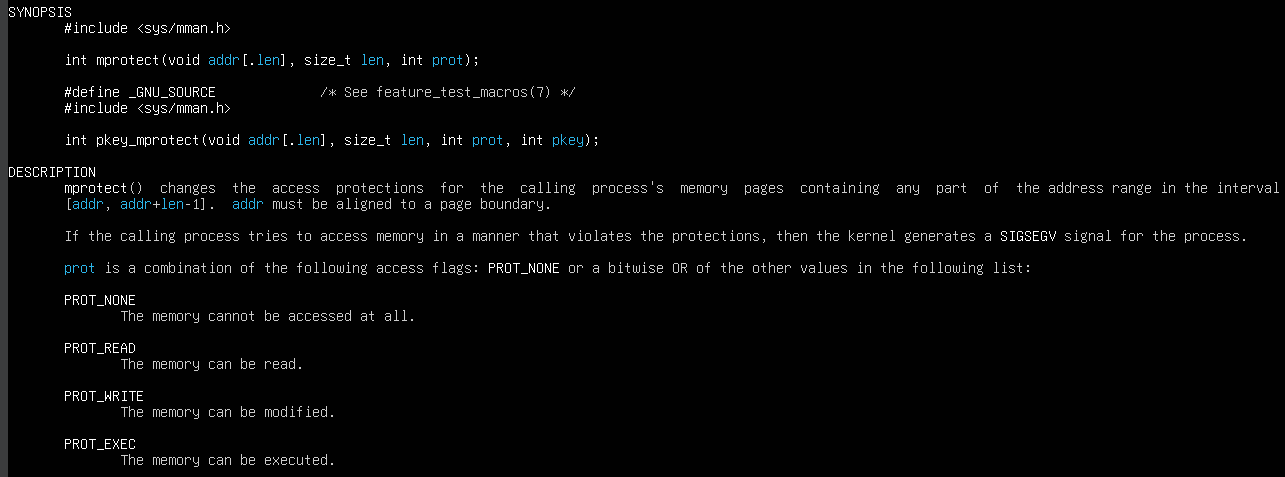 SYNOPSIS
#include <sys/mman.h>
int mprotect(void addr[.len], size_t len, int prot);
#define _GNU_SOURCE /* See feature_test_macros(7) */
#include <sys/mman.h>
int pkey_mprotect(void addr[.len], size_t len, int prot, int pkey);
DESCRIPTION
mprotect() changes the access protections for the calling process's memory pages containing any part of the address range in the interval
[addr, addr+len-1]. addr must be aligned to a page boundary.
If the calling process tries to access memory in a manner that violates the protections, then the kernel generates a SIGSEGV signal for the process.
prot is a combination of the following access flags: PROT_NONE or a bitwise OR of the other values in the following list:
PROT_NONE
The memory cannot be accessed at all.
PROT_READ
The memory can be read.
PROT_WRITE
The memory can be modified.
PROT_EXEC
The memory can be executed.